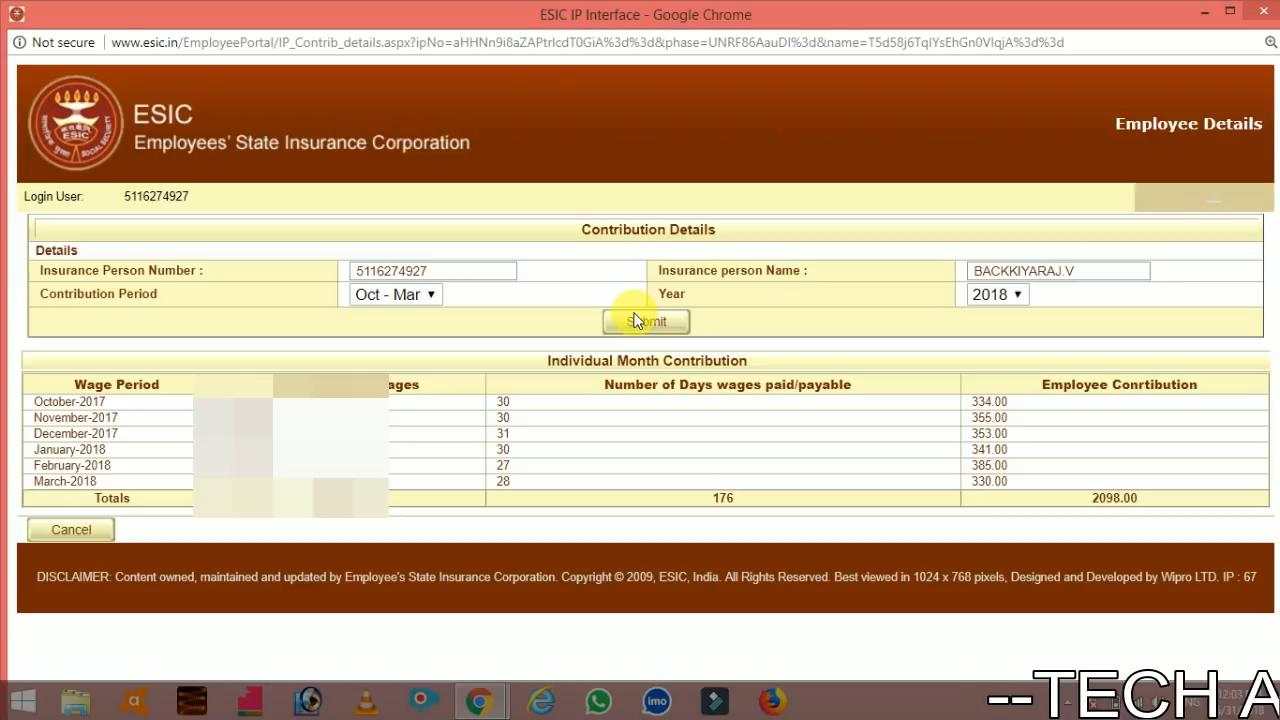 ESIC IP Interface - Google Chrome
Not secure www.esic.in/EmployeePortal/IP_Contrib_details.aspx?ipNo=aHHNn9i8aZAPtrIcdT0GiA%3d%3d&phase=UNRF86AauDI%3d&name=T5d58j6TqIYsEhGn0VIqjA%3d%3d
ESIC
Employees' State Insurance Corporation
Employee Details
Login User: 5116274927
Contribution Details
Details
Insurance Person Number : 5116274927 Insurance person Name : BACKKIYARAJ.V
Contribution Period Oct - Mar Year 2018
Submit
Individual Month Contribution
Wage Period Number of Days wages paid/payable Employee Conrtibution
October-2017 30 334.00
November-2017 30 355.00
December-2017 31 353.00
January-2018 30 341.00
February-2018 27 385.00
March-2018 28 330.00
Totals 176 2098.00
Cancel
DISCLAIMER: Content owned, maintained and updated by Employee's State Insurance Corporation. Copyright © 2009, ESIC, India. All Rights Reserved. Best viewed in 1024 x 768 pixels, Designed and Developed by Wipro LTD. IP : 67
--TECH A
imo